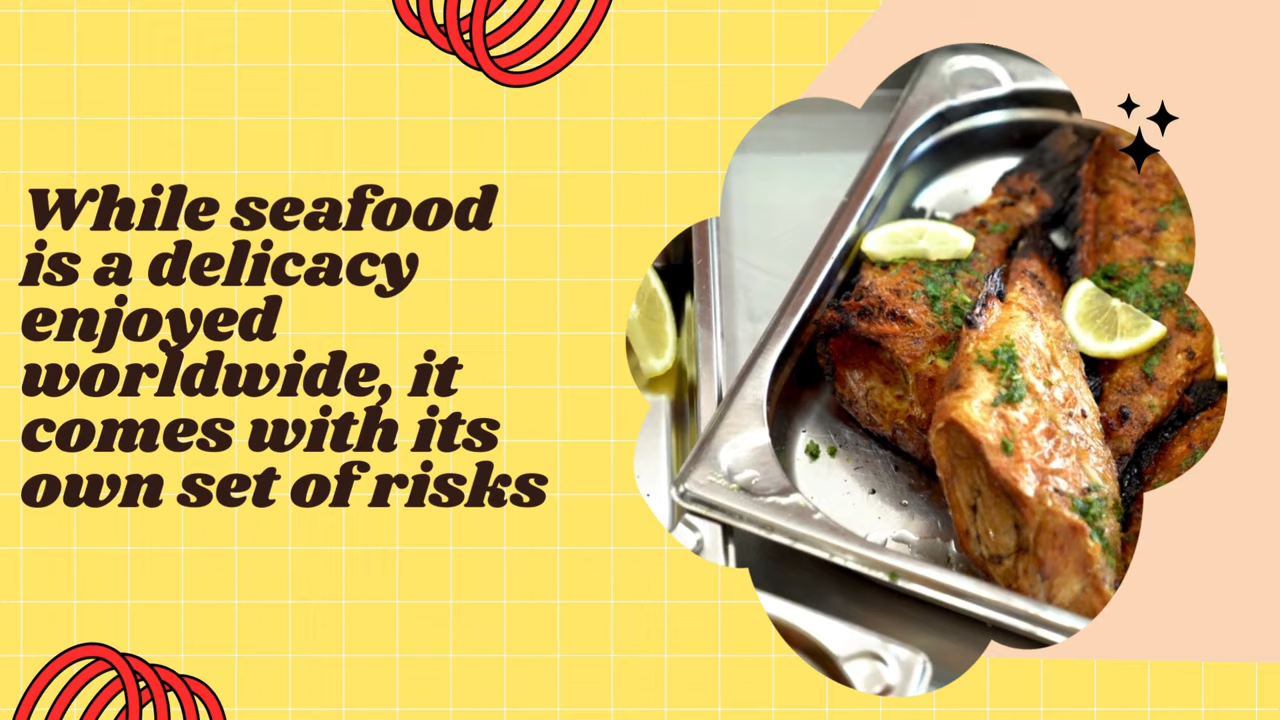 While seafood
is a delicacy
enjoyed
worldwide, it
comes with its
own set of risks